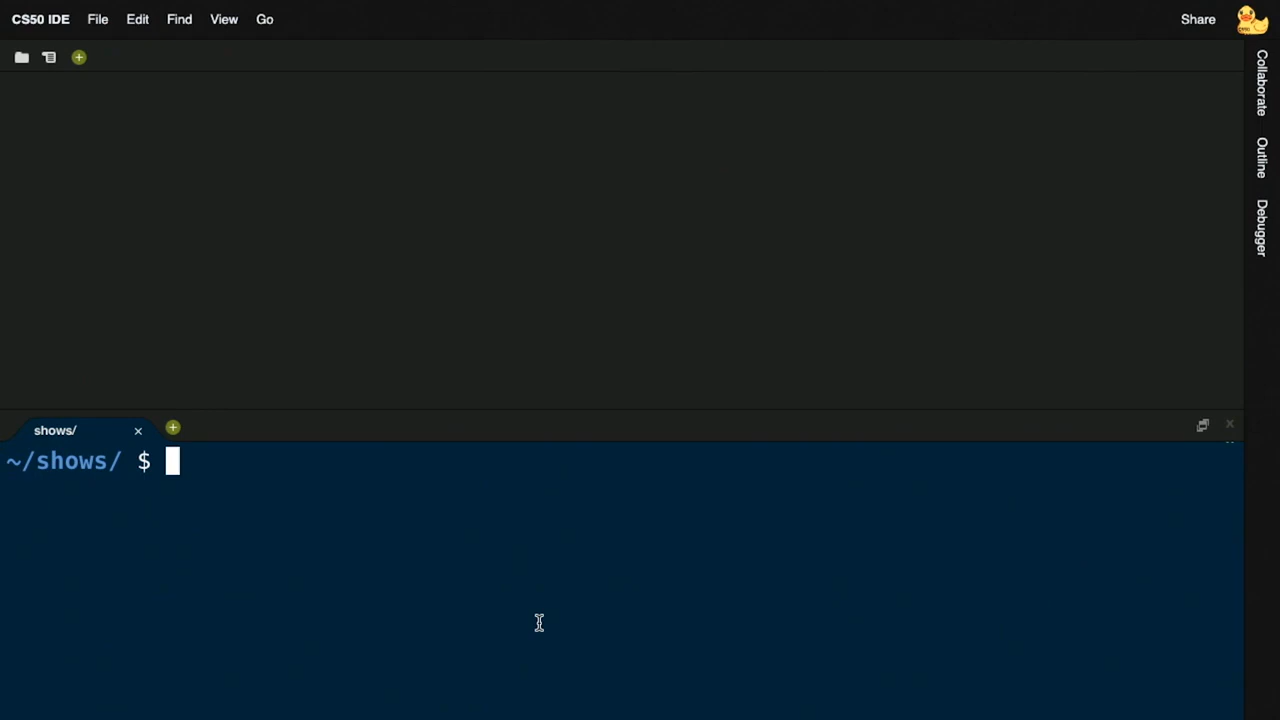 CS50 IDE File Edit Find View Go Share
Collaborate
Outline
Debugger
shows/
~/shows/ $